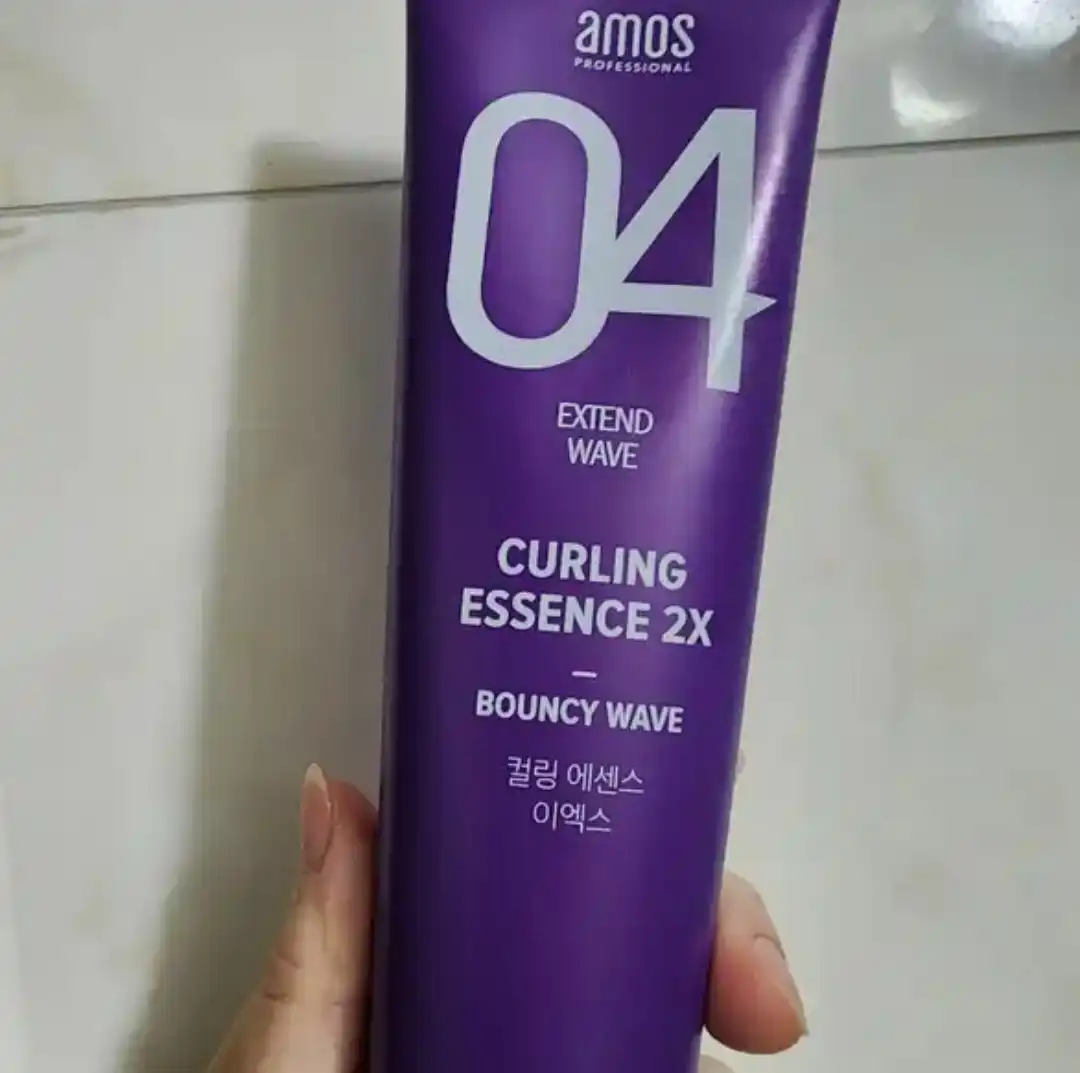 amos
PROFESSIONAL
04
EXTEND
WAVE
CURLING
ESSENCE 2X
BOUNCY WAVE
컬링 에센스
이엑스